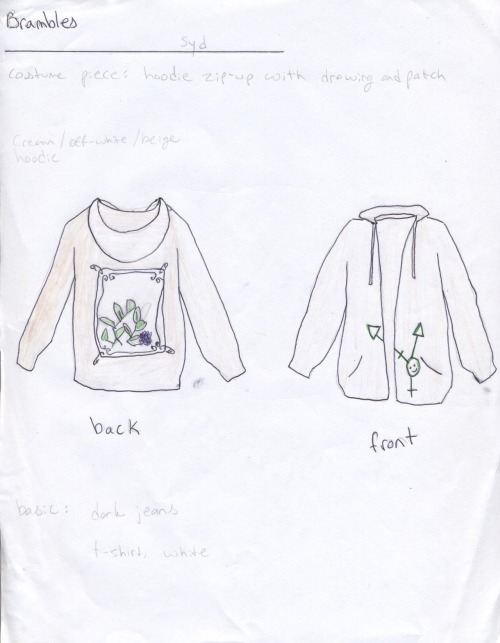 Brambles
Syd
costume piece: hoodie zip-up with drawing and patch
Cream/off-white/beige
hoodie
back
front
basic: dark jeans
t-shirt, white